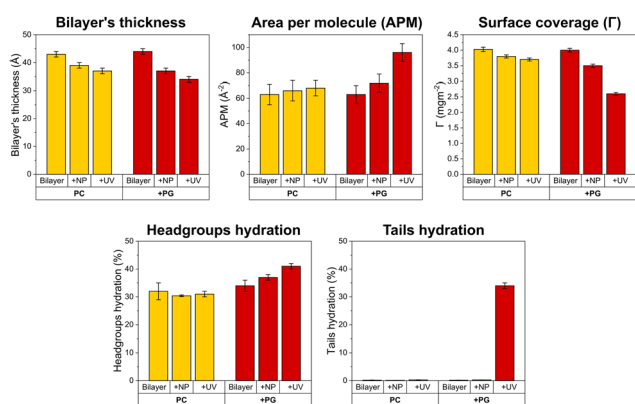 Bilayer's thickness
Bilayer's thickness (Å)
50
40
30
20
10
0
Bilayer +NP +UV Bilayer +NP +UV
PC +PG
Area per molecule (APM)
APM (Å⁻²)
100
80
60
40
20
0
Bilayer +NP +UV Bilayer +NP +UV
PC +PG
Surface coverage (Γ)
Γ (mgm⁻²)
4.5
4.0
3.5
3.0
2.5
2.0
1.5
1.0
0.5
0.0
Bilayer +NP +UV Bilayer +NP +UV
PC +PG
Headgroups hydration
Headgroups hydration (%)
50
40
30
20
10
0
Bilayer +NP +UV Bilayer +NP +UV
PC +PG
Tails hydration
Tails hydration (%)
50
40
30
20
10
0
Bilayer +NP +UV Bilayer +NP +UV
PC +PG